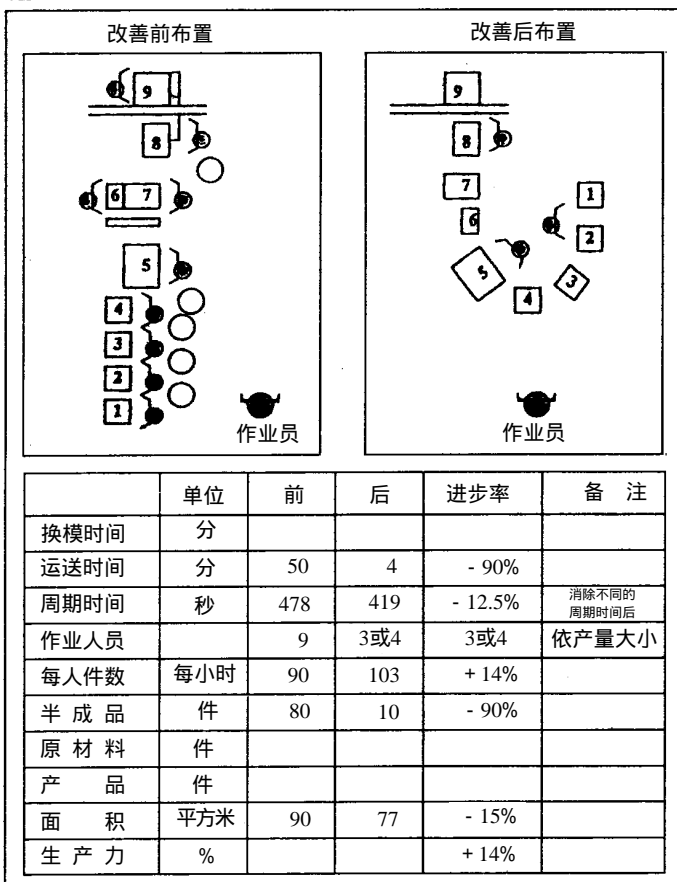 改善前布置
改善后布置
9
8
6 7
5
4
3
2
1
作业员
9
8
7
6
5
4
3
2
1
作业员
单位 前 后 进步率 备 注
换模时间 分
运送时间 分 50 4 - 90%
周期时间 秒 478 419 - 12.5% 消除不同的
周期时间后
作业人员 9 3或4 3或4 依产量大小
每人件数 每小时 90 103 + 14%
半 成 品 件 80 10 - 90%
原 材 料 件
产 品 件
面 积 平方米 90 77 - 15%
生 产 力 % + 14%